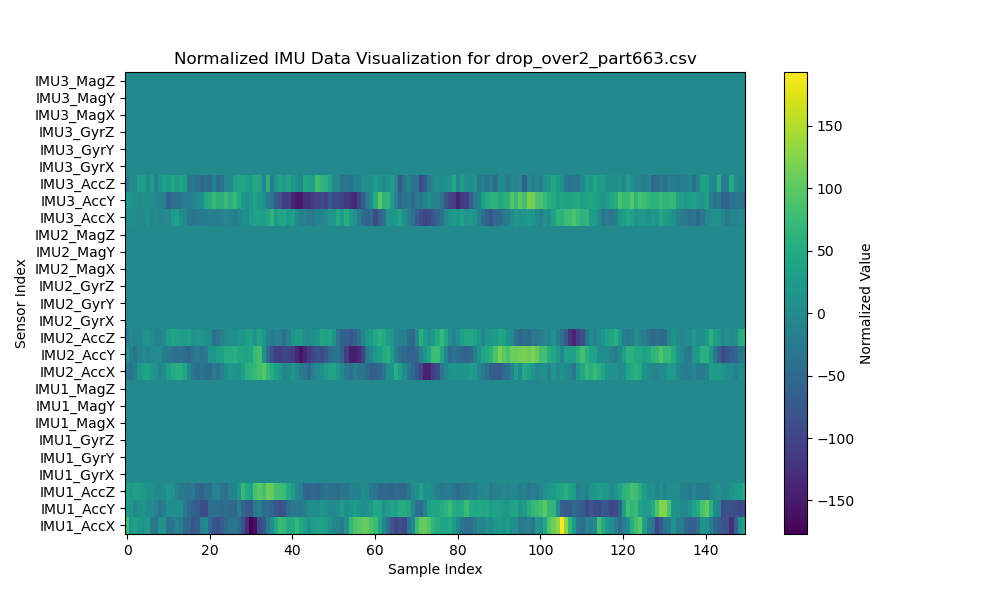 Normalized IMU Data Visualization for drop_over2_part663.csv
Sensor Index
IMU3_MagZ
IMU3_MagY
IMU3_MagX
IMU3_GyrZ
IMU3_GyrY
IMU3_GyrX
IMU3_AccZ
IMU3_AccY
IMU3_AccX
IMU2_MagZ
IMU2_MagY
IMU2_MagX
IMU2_GyrZ
IMU2_GyrY
IMU2_GyrX
IMU2_AccZ
IMU2_AccY
IMU2_AccX
IMU1_MagZ
IMU1_MagY
IMU1_MagX
IMU1_GyrZ
IMU1_GyrY
IMU1_GyrX
IMU1_AccZ
IMU1_AccY
IMU1_AccX
0 20 40 60 80 100 120 140
Sample Index
150
100
50
0
−50
−100
−150
Normalized Value